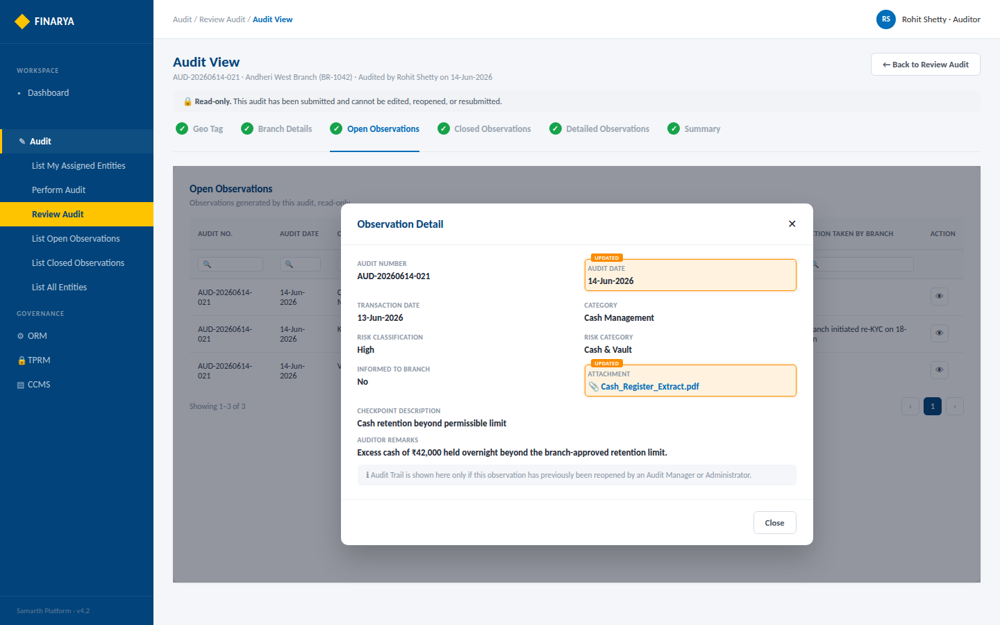 FINARYA
Audit / Review Audit / Audit View
RS Rohit Shetty · Auditor
WORKSPACE
Dashboard
Audit
List My Assigned Entities
Perform Audit
Review Audit
List Open Observations
List Closed Observations
List All Entities
GOVERNANCE
ORM
TPRM
CCMS
Samarth Platform - v4.2
Audit View
AUD-20260614-021 · Andheri West Branch (BR-1042) · Audited by Rohit Shetty on 14-Jun-2026
← Back to Review Audit
🔒 Read-only. This audit has been submitted and cannot be edited, reopened, or resubmitted.
✓ Geo Tag ✓ Branch Details ✓ Open Observations ✓ Closed Observations ✓ Detailed Observations ✓ Summary
Open Observations
Observations generated by this audit, read-only
AUDIT NO. AUDIT DATE C TION TAKEN BY BRANCH ACTION
AUD-20260614-
021
14-Jun-
2026
AUD-20260614-
021
14-Jun-
2026
K
anch initiated re-KYC on 18-
n
AUD-20260614-
021
14-Jun-
2026
V
Showing 1–3 of 3
‹ 1 ›
Observation Detail
✕
AUDIT NUMBER
AUD-20260614-021
UPDATED
AUDIT DATE
14-Jun-2026
TRANSACTION DATE
13-Jun-2026
CATEGORY
Cash Management
RISK CLASSIFICATION
High
RISK CATEGORY
Cash & Vault
INFORMED TO BRANCH
No
UPDATED
ATTACHMENT
📎 Cash_Register_Extract.pdf
CHECKPOINT DESCRIPTION
Cash retention beyond permissible limit
AUDITOR REMARKS
Excess cash of ₹42,000 held overnight beyond the branch-approved retention limit.
ℹ Audit Trail is shown here only if this observation has previously been reopened by an Audit Manager or Administrator.
Close